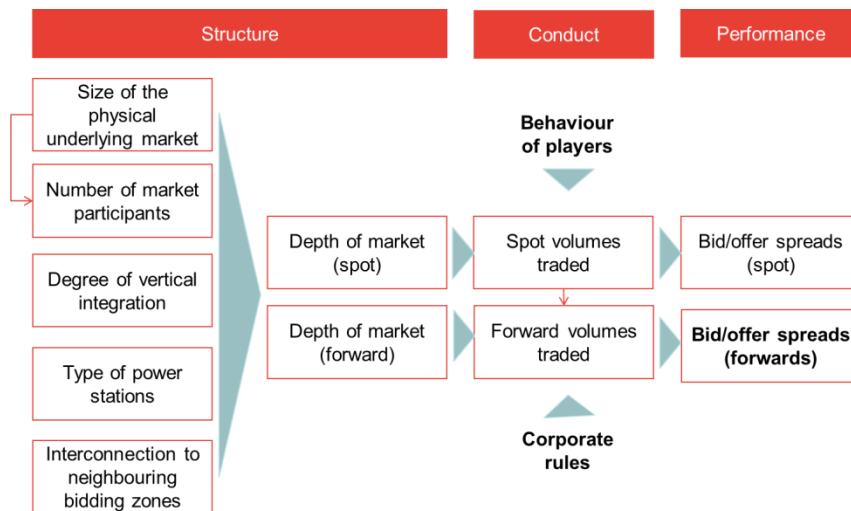 Structure
Conduct
Performance
Size of the
physical
underlying market
Number of market
participants
Degree of vertical
integration
Type of power
stations
Interconnection to
neighbouring
bidding zones
Depth of market
(spot)
Depth of market
(forward)
Behaviour
of players
Spot volumes
traded
Forward volumes
traded
Corporate
rules
Bid/offer spreads
(spot)
Bid/offer spreads
(forwards)